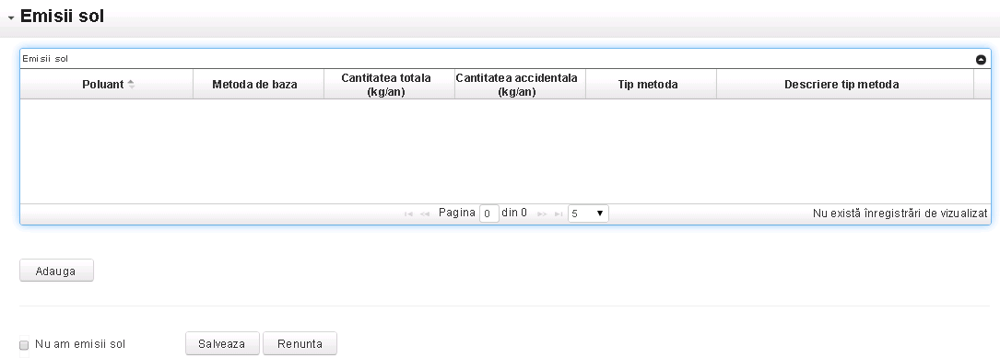 Emisii sol
Emisii sol
Poluant Metoda de baza Cantitatea totala (kg/an) Cantitatea accidentala (kg/an) Tip metoda Descriere tip metoda
Pagina 0 din 0 5 Nu există înregistrări de vizualizat
Adauga
Nu am emisii sol Salveaza Renunta